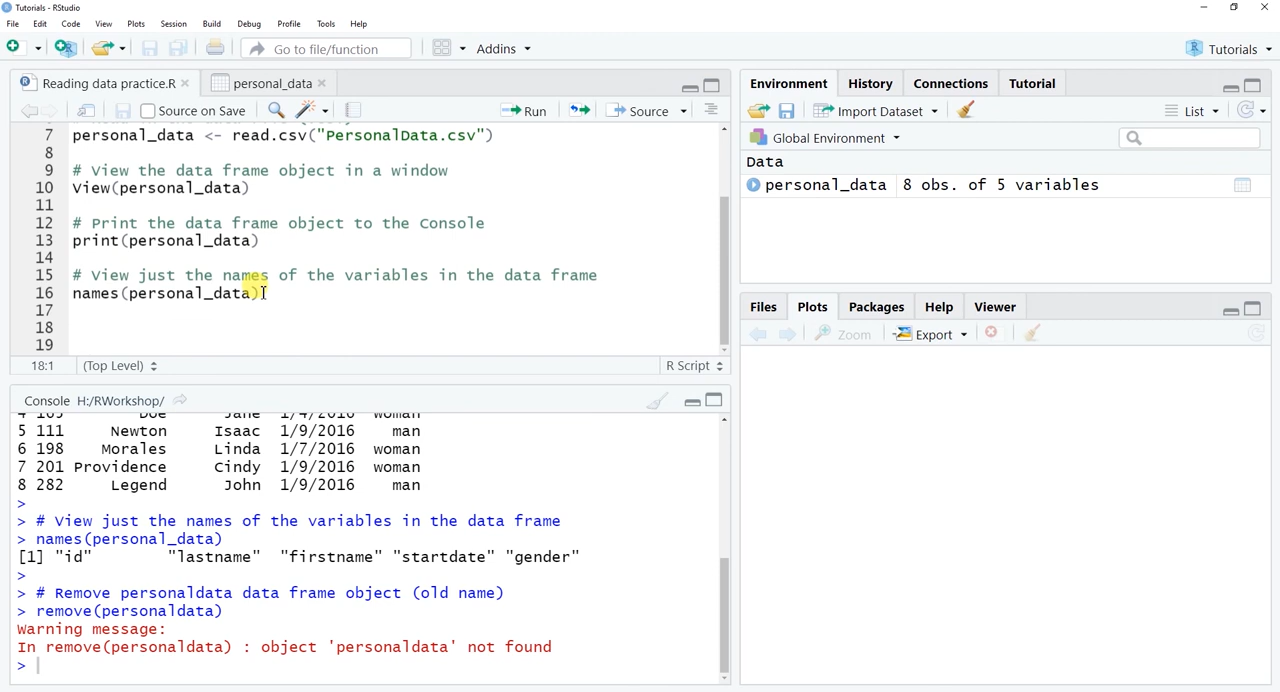 Tutorials - RStudio
File Edit Code View Plots Session Build Debug Profile Tools Help
Go to file/function Addins Tutorials
Reading data practice.R personal_data
Source on Save Run Source
7 personal_data <- read.csv("PersonalData.csv")
8
9 # View the data frame object in a window
10 View(personal_data)
11
12 # Print the data frame object to the Console
13 print(personal_data)
14
15 # View just the names of the variables in the data frame
16 names(personal_data)
17
18
19
18:1 (Top Level) R Script
Console H:/RWorkshop/
Doe Jane 1/4/2016 woman
5 111 Newton Isaac 1/9/2016 man
6 198 Morales Linda 1/7/2016 woman
7 201 Providence Cindy 1/9/2016 woman
8 282 Legend John 1/9/2016 man
>
> # View just the names of the variables in the data frame
> names(personal_data)
[1] "id" "lastname" "firstname" "startdate" "gender"
>
> # Remove personaldata data frame object (old name)
> remove(personaldata)
Warning message:
In remove(personaldata) : object 'personaldata' not found
>
Environment History Connections Tutorial
Import Dataset List
Global Environment
Data
personal_data 8 obs. of 5 variables
Files Plots Packages Help Viewer
Zoom Export